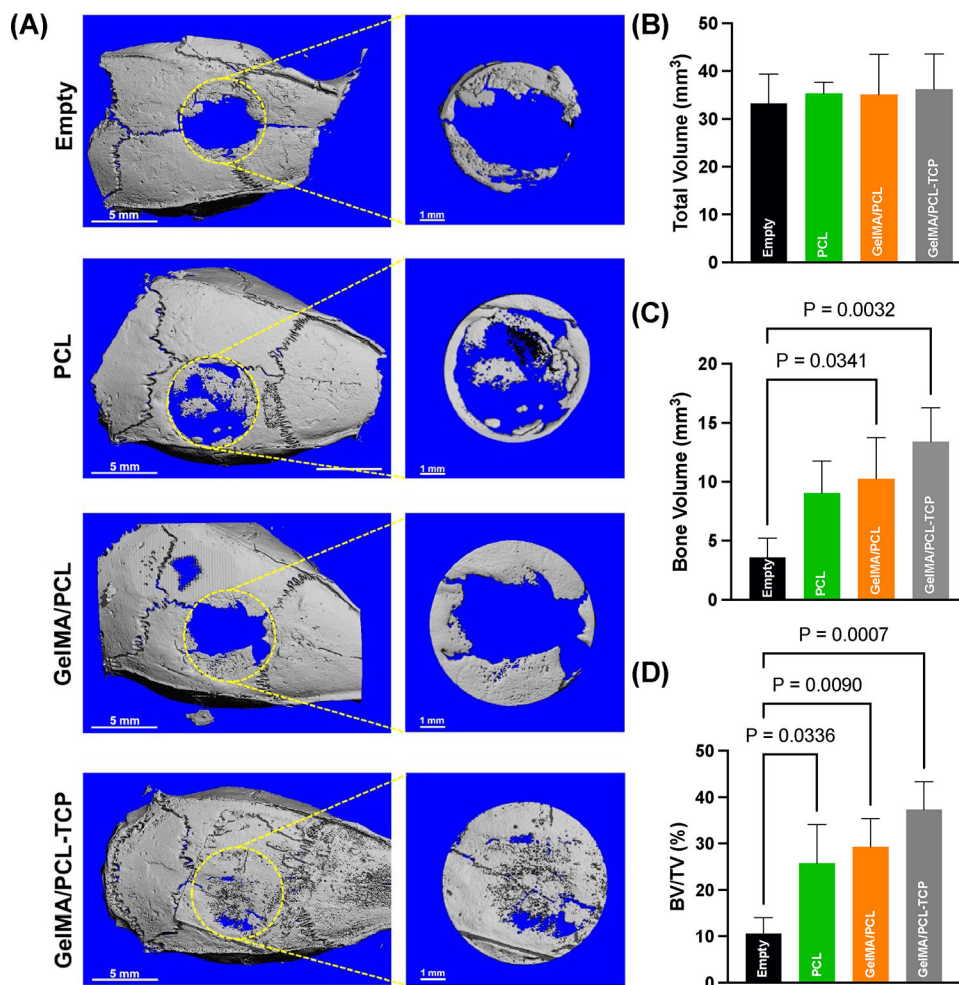 (A)
Empty
5 mm
1 mm
PCL
5 mm
1 mm
GelMA/PCL
5 mm
1 mm
GelMA/PCL-TCP
5 mm
1 mm
(B)
Total Volume (mm³)
50
40
30
20
10
0
Empty
PCL
GelMA/PCL
GelMA/PCL-TCP
(C)
P = 0.0032
P = 0.0341
Bone Volume (mm³)
20
15
10
5
0
Empty
PCL
GelMA/PCL
GelMA/PCL-TCP
(D)
P = 0.0007
P = 0.0090
P = 0.0336
BV/TV (%)
50
40
30
20
10
0
Empty
PCL
GelMA/PCL
GelMA/PCL-TCP